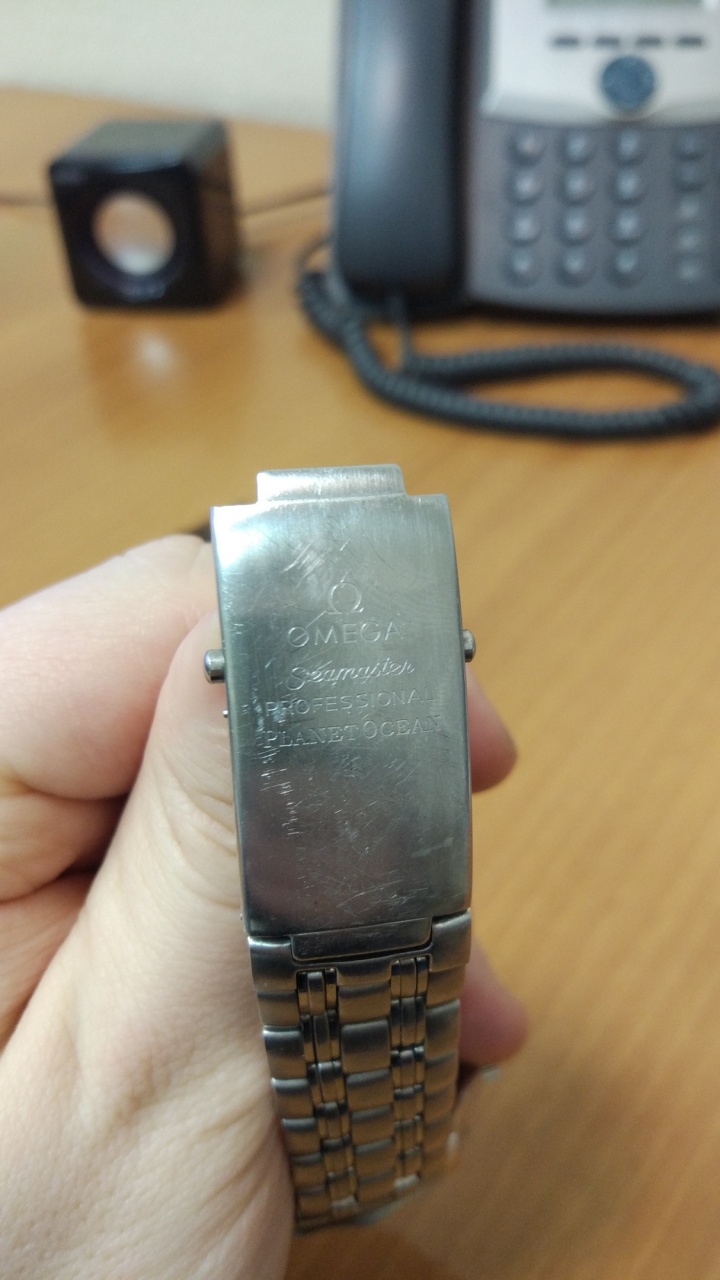 Ω
OMEGA
Seamaster
PROFESSIONAL
PLANET OCEAN